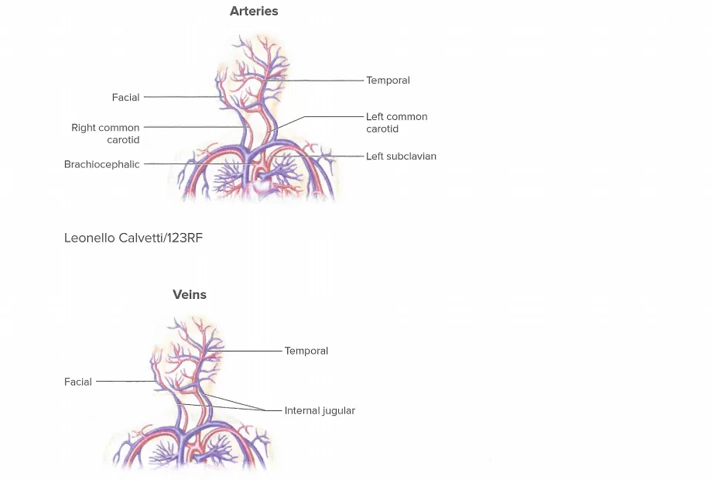 Arteries
Temporal
Facial
Left common
carotid
Right common
carotid
Left subclavian
Brachiocephalic
Leonello Calvetti/123RF
Veins
Temporal
Facial
Internal jugular